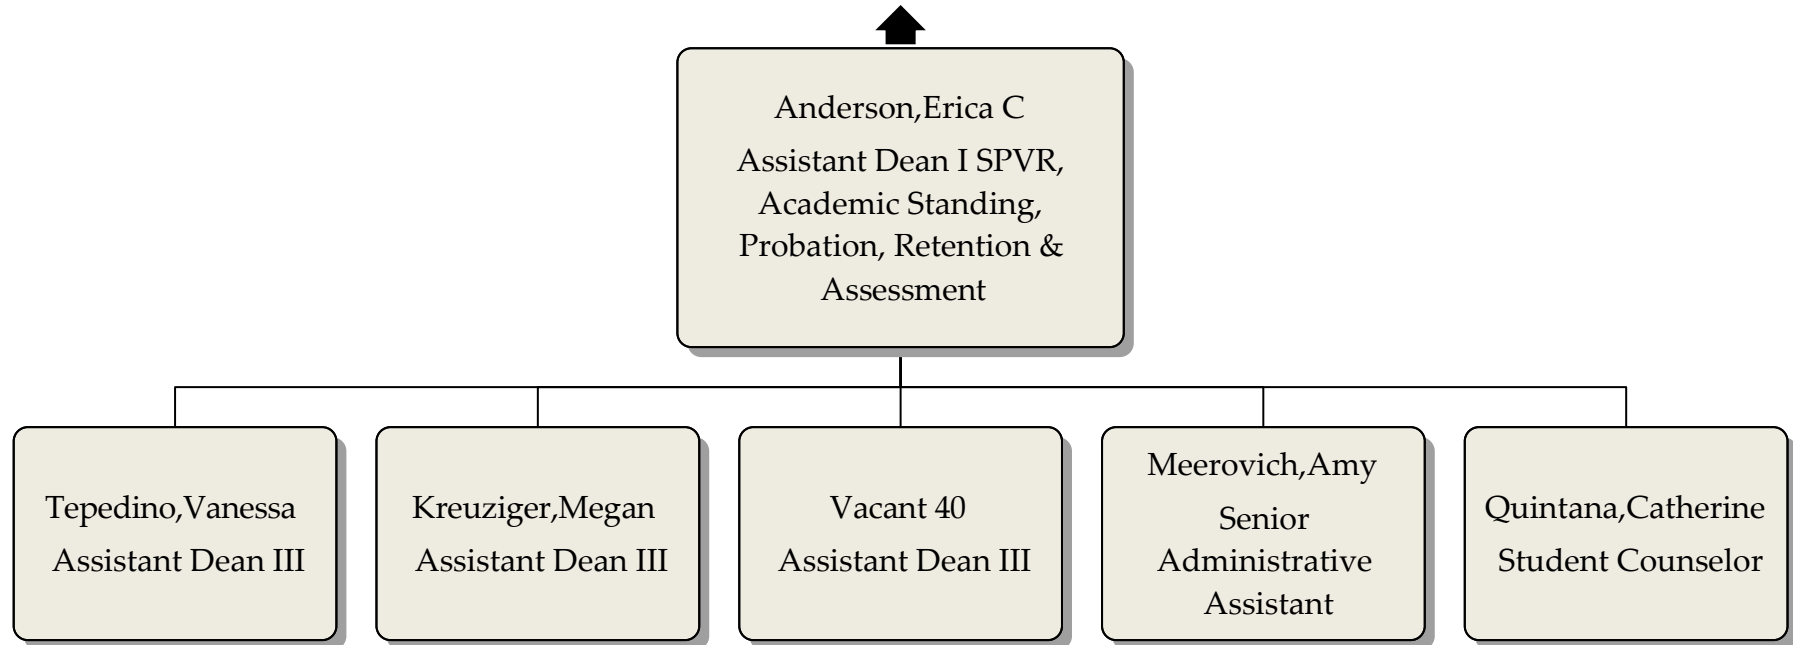 Anderson,Erica C
Assistant Dean I SPVR,
Academic Standing,
Probation, Retention &
Assessment
Tepedino,Vanessa
Assistant Dean III
Kreuziger,Megan
Assistant Dean III
Vacant 40
Assistant Dean III
Meerovich,Amy
Senior
Administrative
Assistant
Quintana,Catherine
Student Counselor